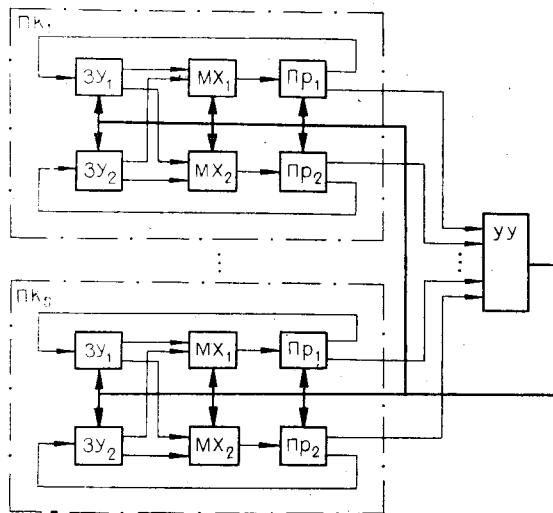 ПК₁
ЗУ₁ МХ₁ Пр₁
ЗУ₂ МХ₂ Пр₂
УУ
ПКs
ЗУ₁ МХ₁ Пр₁
ЗУ₂ МХ₂ Пр₂